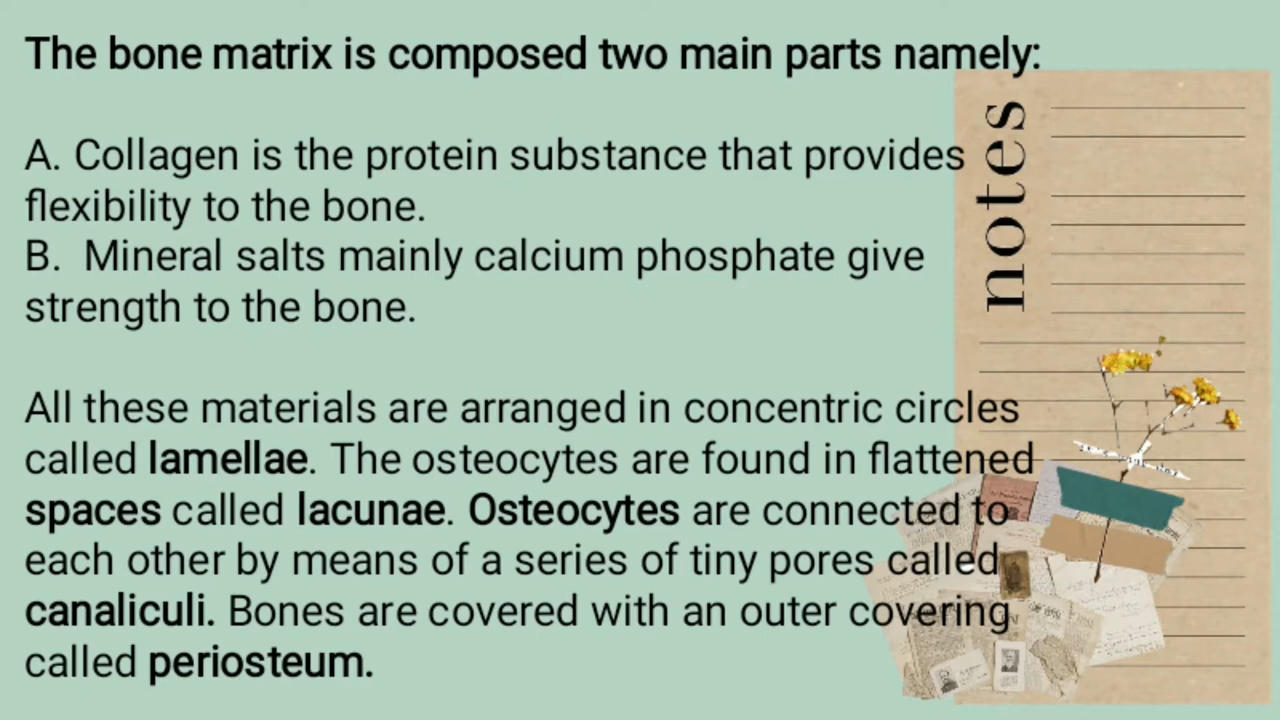 The bone matrix is composed two main parts namely:
A. Collagen is the protein substance that provides
flexibility to the bone.
B.  Mineral salts mainly calcium phosphate give
strength to the bone.
All these materials are arranged in concentric circles
called lamellae. The osteocytes are found in flattened
spaces called lacunae. Osteocytes are connected to
each other by means of a series of tiny pores called
canaliculi. Bones are covered with an outer covering
called periosteum.
notes